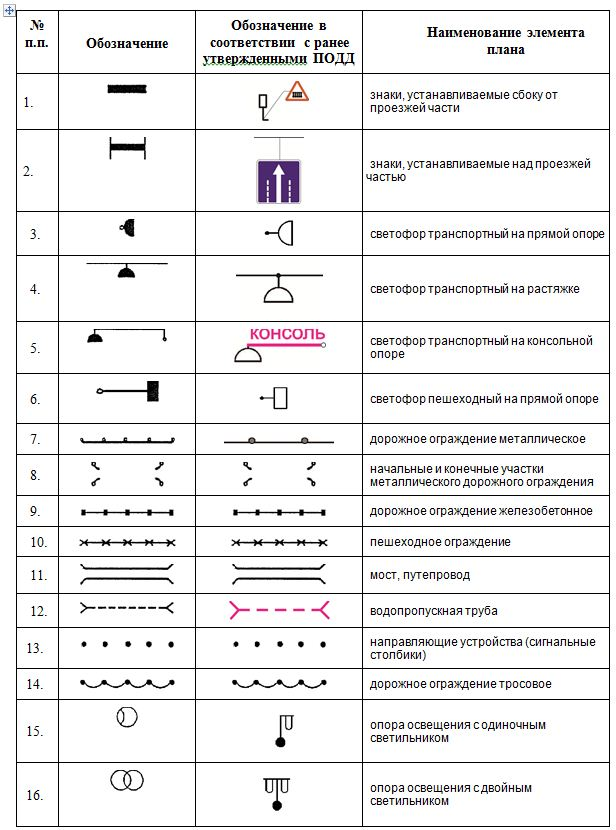 №
п.п.
Обозначение
Обозначение в
соответствии с ранее
утвержденными ПОДД
Наименование элемента
плана
1.
знаки, устанавливаемые сбоку от
проезжей части
2.
знаки, устанавливаемые над проезжей
частью
3.
светофор транспортный на прямой опоре
4.
светофор транспортный на растяжке
5.
КОНСОЛЬ
светофор транспортный на консольной
опоре
6.
светофор пешеходный на прямой опоре
7.
дорожное ограждение металлическое
8.
начальные и конечные участки
металлического дорожного ограждения
9.
дорожное ограждение железобетонное
10.
пешеходное ограждение
11.
мост, путепровод
12.
водопропускная труба
13.
направляющие устройства (сигнальные
столбики)
14.
дорожное ограждение тросовое
15.
опора освещения с одиночным
светильником
16.
опора освещения с двойным
светильником